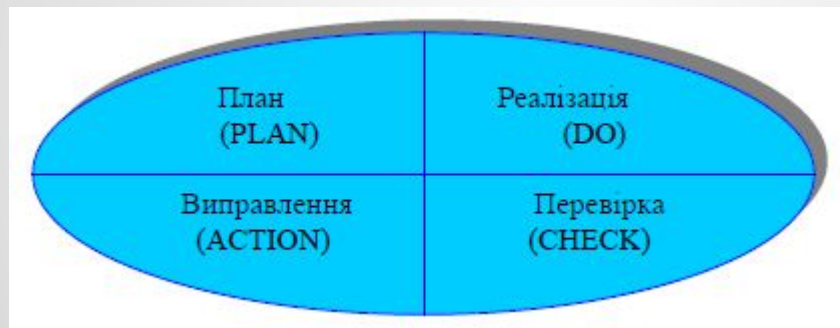 План
(PLAN)
Реалізація
(DO)
Виправлення
(ACTION)
Перевірка
(CHECK)